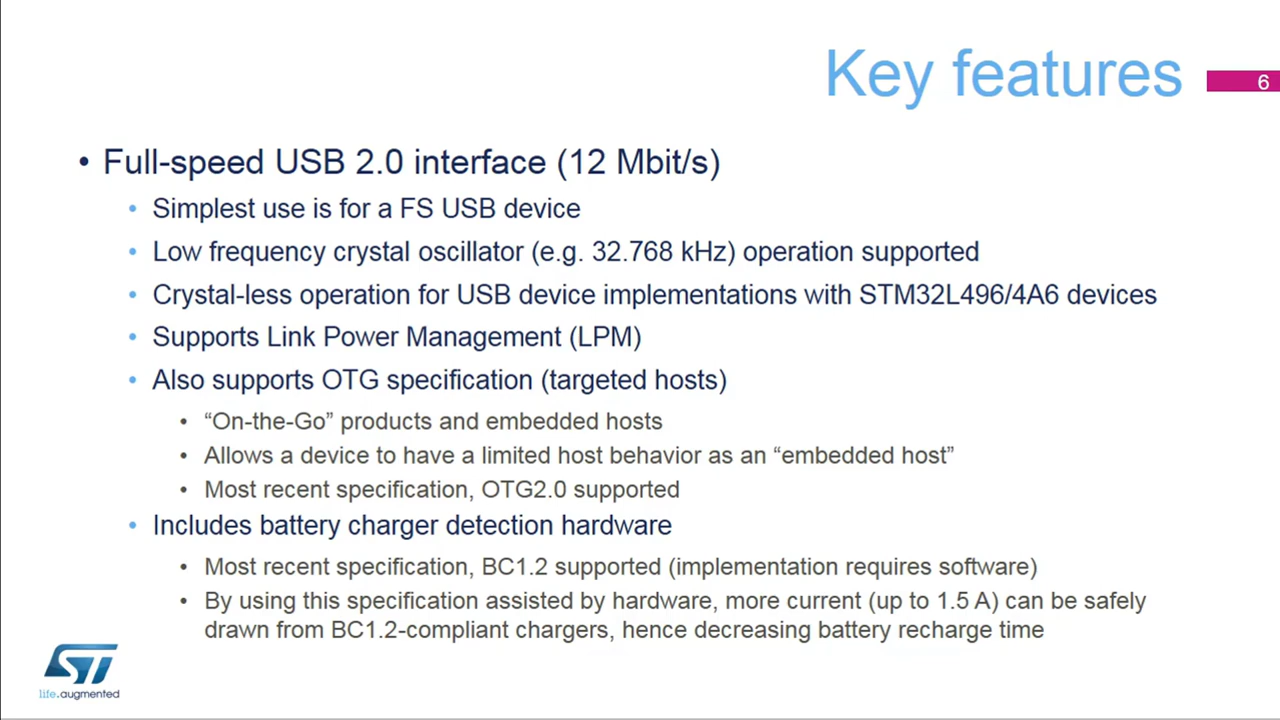 Key features
6
• Full-speed USB 2.0 interface (12 Mbit/s)
• Simplest use is for a FS USB device
• Low frequency crystal oscillator (e.g. 32.768 kHz) operation supported
• Crystal-less operation for USB device implementations with STM32L496/4A6 devices
• Supports Link Power Management (LPM)
• Also supports OTG specification (targeted hosts)
• “On-the-Go” products and embedded hosts
• Allows a device to have a limited host behavior as an “embedded host”
• Most recent specification, OTG2.0 supported
• Includes battery charger detection hardware
• Most recent specification, BC1.2 supported (implementation requires software)
• By using this specification assisted by hardware, more current (up to 1.5 A) can be safely
drawn from BC1.2-compliant chargers, hence decreasing battery recharge time
ST
life.augmented